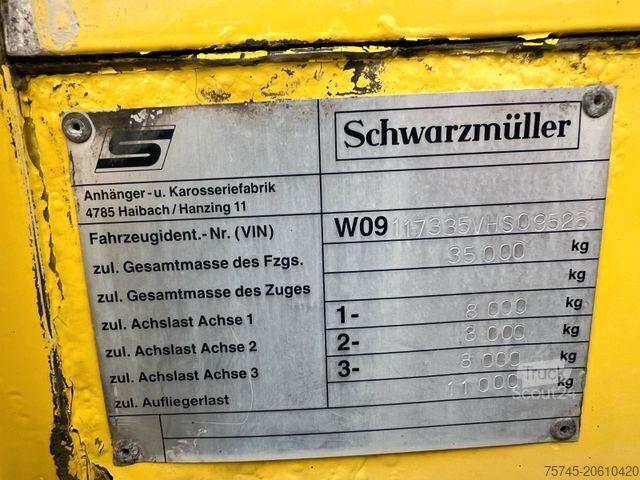 S
Schwarzmüller
Anhänger- u. Karosseriefabrik
4785 Haibach / Hanzing 11
Fahrzeugident.- Nr. (VIN) W09117335VHS09526
zul. Gesamtmasse des Fzgs. 35.000 kg
zul. Gesamtmasse des Zuges kg
zul. Achslast Achse 1 1- 8 000 kg
zul. Achslast Achse 2 2- 8 000 kg
zul. Achslast Achse 3 3- 8 000 kg
zul. Aufliegerlast 11 000 kg
Truck
Scout24
75745-20610420